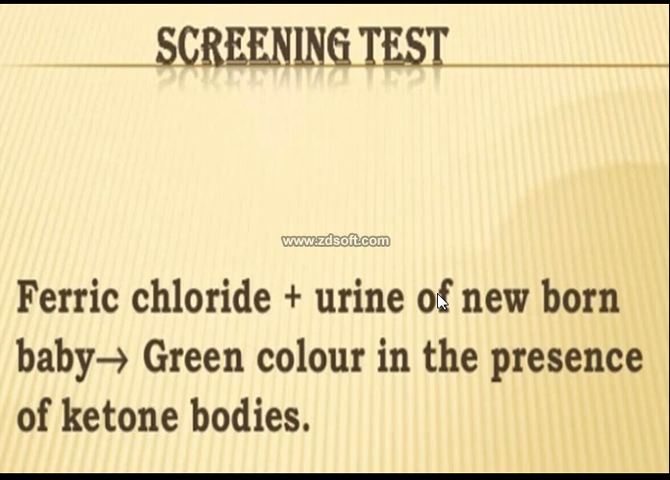 SCREENING TEST
www.zdsoft.com
Ferric chloride + urine of new born
baby→ Green colour in the presence
of ketone bodies.